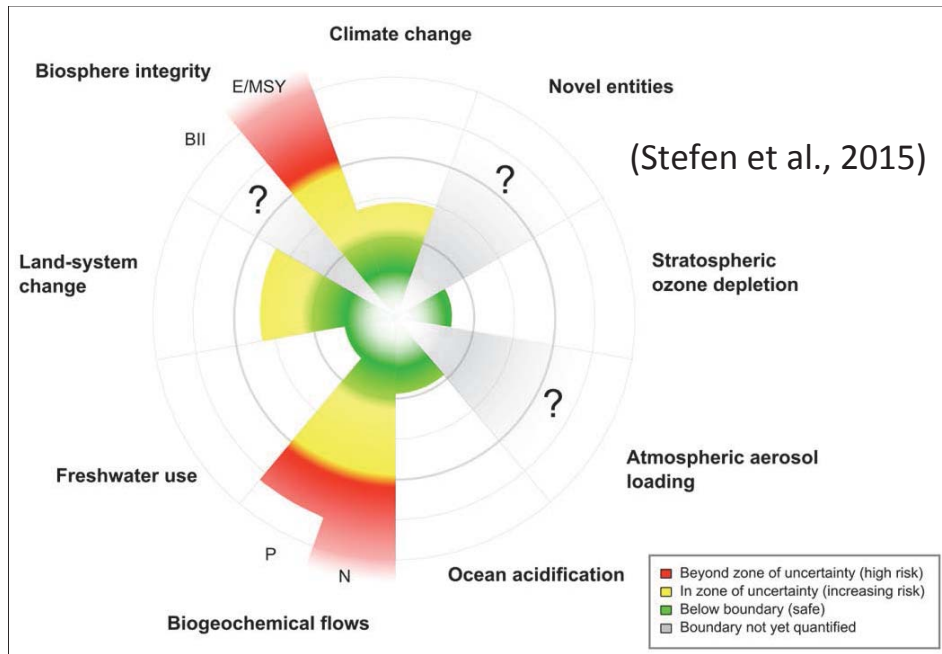 Climate change
Biosphere integrity
E/MSY
Novel entities
BII
(Stefen et al., 2015)
?
?
Land-system
change
Stratospheric
ozone depletion
?
Atmospheric aerosol
loading
Freshwater use
P
N
Ocean acidification
Biogeochemical flows
Beyond zone of uncertainty (high risk)
In zone of uncertainty (increasing risk)
Below boundary (safe)
Boundary not yet quantified